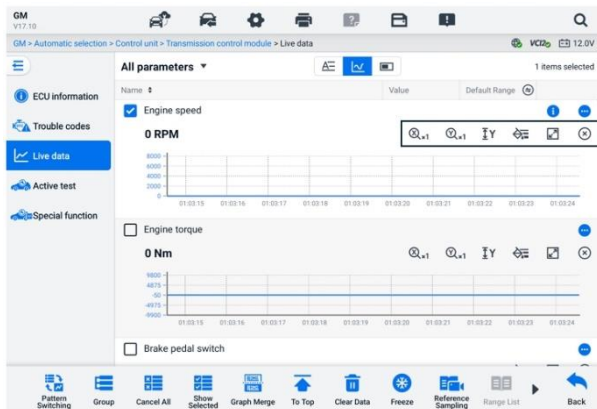 GM
V17.10
GM > Automatic selection > Control unit > Transmission control module > Live data
VCI2
12.0V
All parameters ▼
1 items selected
Name
Value
Default Range
ECU information
Trouble codes
Live data
Active test
Special function
Engine speed
0 RPM
x1
x1
Y
8000
6000
4000
2000
0
01:03:15 01:03:16 01:03:17 01:03:18 01:03:19 01:03:20 01:03:21 01:03:22 01:03:23 01:03:24
Engine torque
0 Nm
x1
x1
Y
9800
4875
-50
-4975
-9900
01:03:15 01:03:16 01:03:17 01:03:18 01:03:19 01:03:20 01:03:21 01:03:22 01:03:23 01:03:24
Brake pedal switch
Pattern Switching
Group
Cancel All
Show Selected
Graph Merge
To Top
Clear Data
Freeze
Reference Sampling
Range List
Back